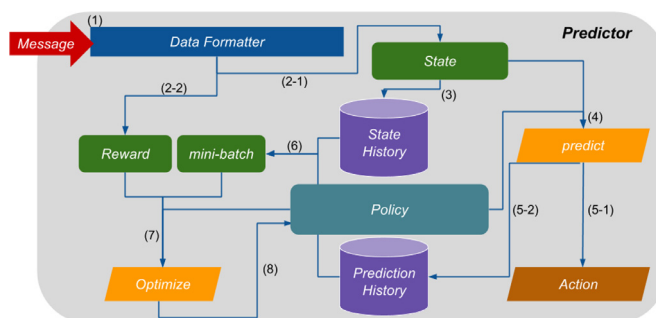 (1)
Message
Data Formatter
Predictor
(2-2)
(2-1)
State
(3)
(4)
Reward
mini-batch
(6)
State
History
predict
Policy
(5-2)
(5-1)
(7)
(8)
Optimize
Prediction
History
Action